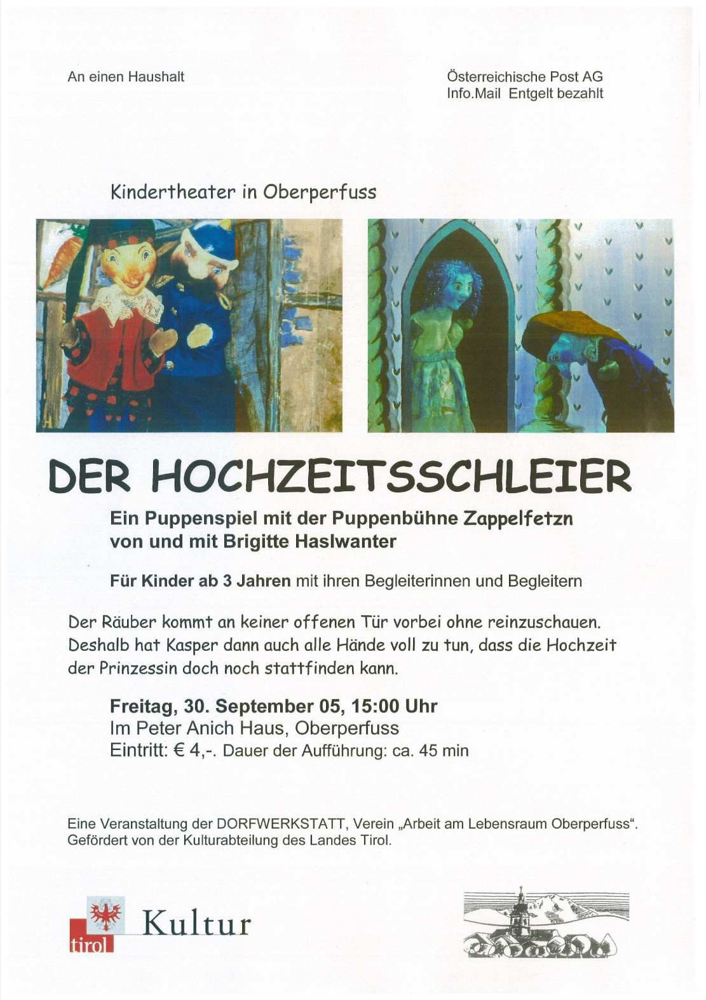 An einen Haushalt
Österreichische Post AG
Info.Mail Entgelt bezahlt
Kindertheater in Oberperfuss
DER HOCHZEITSSCHLEIER
Ein Puppenspiel mit der Puppenbühne Zappelfetzn
von und mit Brigitte Haslwanter
Für Kinder ab 3 Jahren mit ihren Begleiterinnen und Begleitern
Der Räuber kommt an keiner offenen Tür vorbei ohne reinzuschauen.
Deshalb hat Kasper dann auch alle Hände voll zu tun, dass die Hochzeit
der Prinzessin doch noch stattfinden kann.
Freitag, 30. September 05, 15:00 Uhr
Im Peter Anich Haus, Oberperfuss
Eintritt: € 4,-. Dauer der Aufführung: ca. 45 min
Eine Veranstaltung der DORFWERKSTATT, Verein „Arbeit am Lebensraum Oberperfuss“.
Gefördert von der Kulturabteilung des Landes Tirol.
tirol Kultur